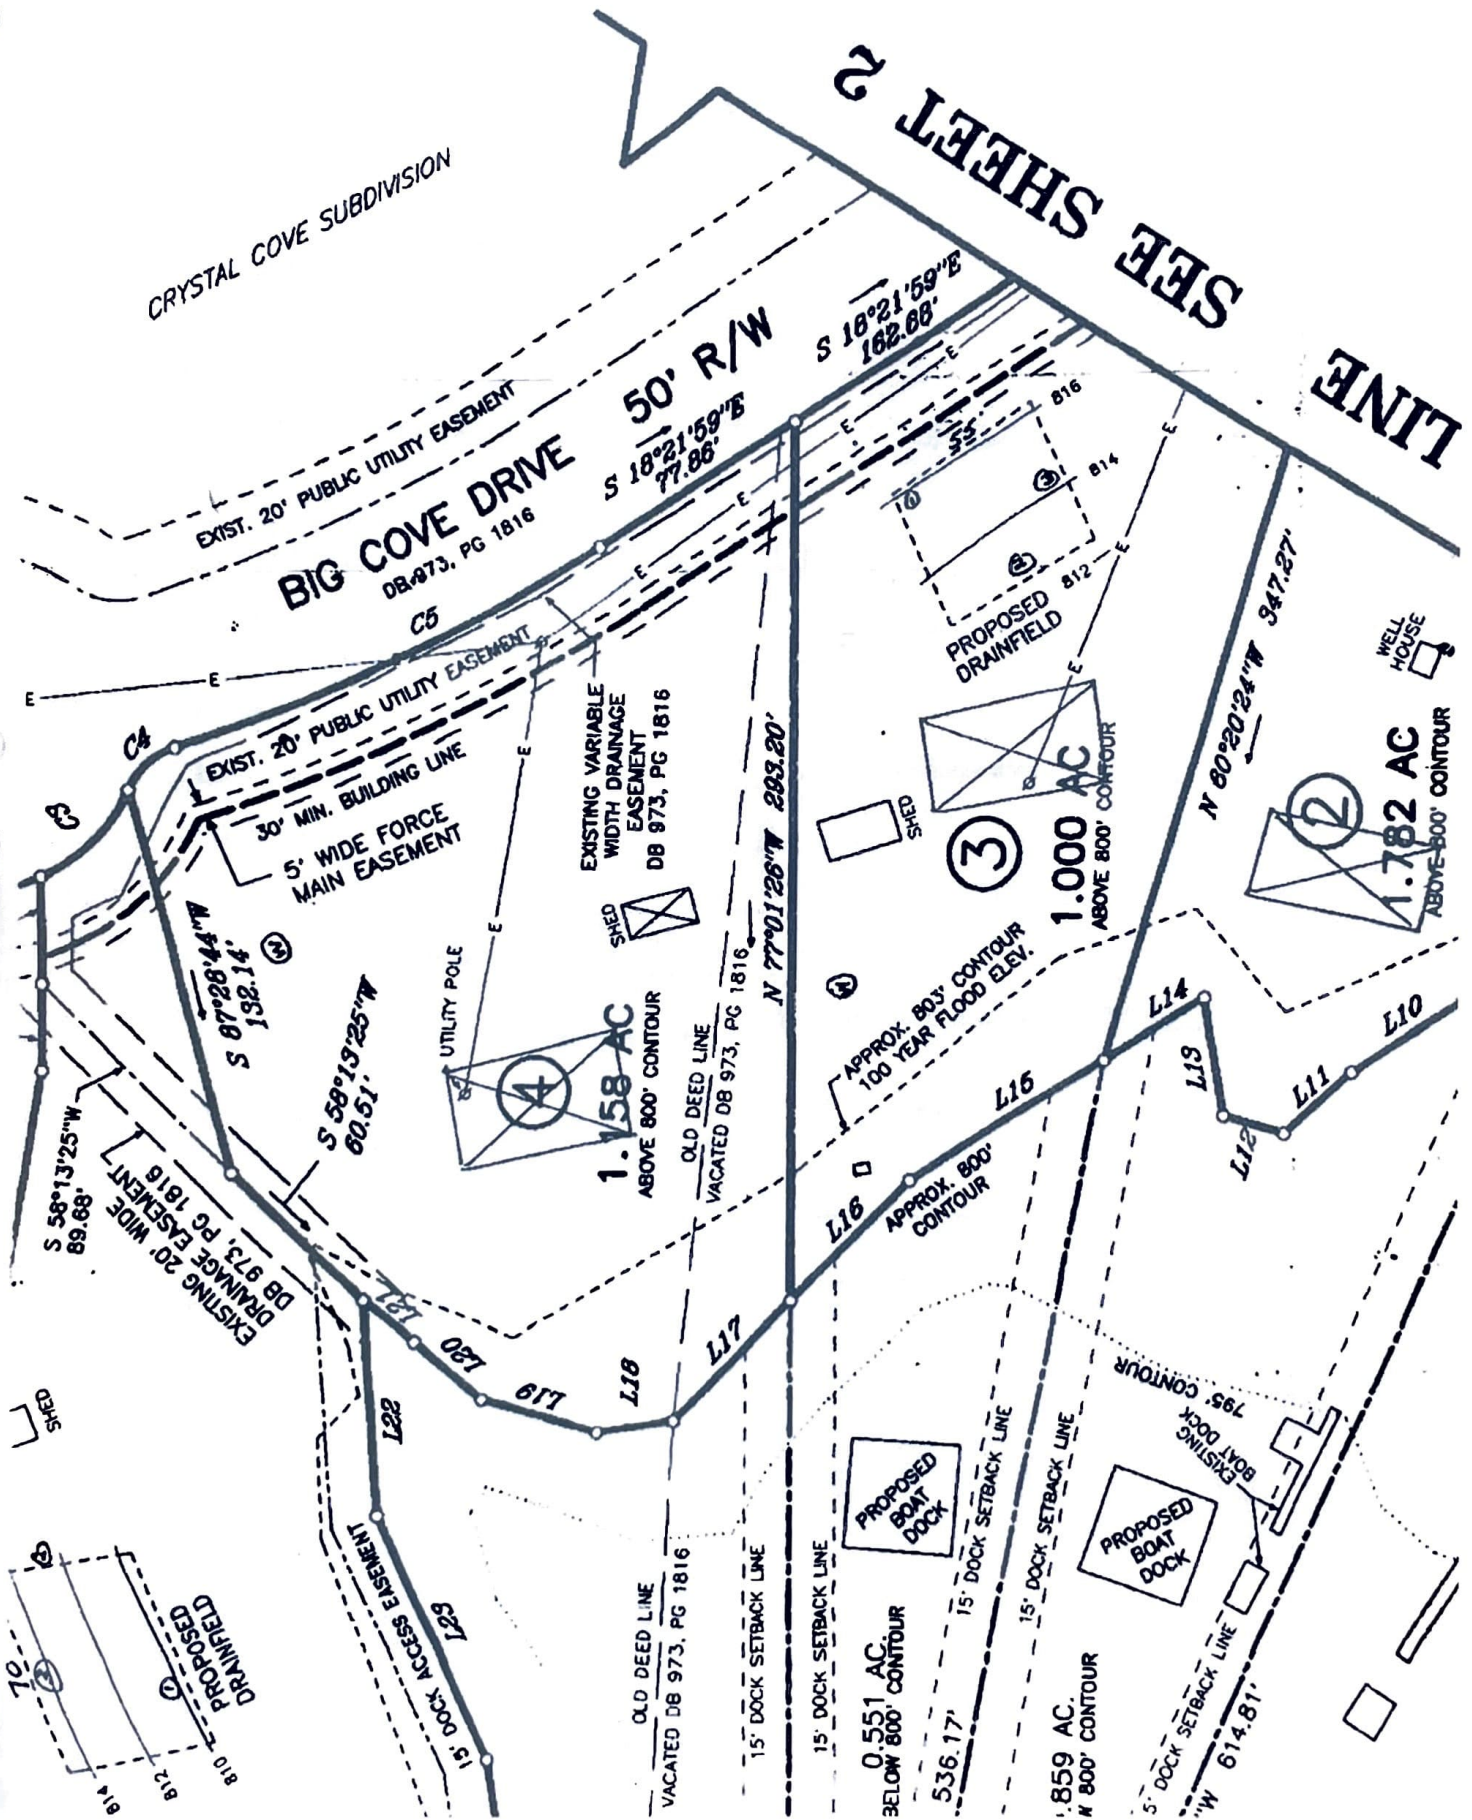 SEE SHEET 2
LINE
CRYSTAL COVE SUBDIVISION
EXIST. 20' PUBLIC UTILITY EASEMENT
BIG COVE DRIVE 50' R/W
DB 973, PG 1816
S 18°21'59"E
162.68'
S 18°21'59"E
77.86'
C5
C4
C3
E
E
E
E
E
E
E
E
E
E
E
EXIST. 20' PUBLIC UTILITY EASEMENT
30' MIN. BUILDING LINE
5' WIDE FORCE
MAIN EASEMENT
EXISTING VARIABLE
WIDTH DRAINAGE
EASEMENT
DB 973, PG 1816
55'
816
814
812
1
3
2
PROPOSED
DRAINFIELD
N 77°01'26"W 293.20'
N 60°20'24"W 347.27'
WELL
HOUSE
SHED
3
1.000 AC
ABOVE 800' CONTOUR
2
1.782 AC
ABOVE 800' CONTOUR
S 87°28'44"W
132.14'
W
S 58°13'25"W
60.51'
UTILITY POLE
SHED
4
1.158 AC
ABOVE 800' CONTOUR
OLD DEED LINE
VACATED DB 973, PG 1816
W
APPROX. 803' CONTOUR
100 YEAR FLOOD ELEV.
S 58°13'25"W
89.68'
EXISTING 20' WIDE
DRAINAGE EASEMENT
DB 973, PG 1816
L10
L11
L12
L13
L14
L15
L16
APPROX. 800'
CONTOUR
L17
L18
L19
L20
L21
L22
L23
SHED
795' CONTOUR
EXISTING
BOAT DOCK
PROPOSED
BOAT
DOCK
PROPOSED
BOAT
DOCK
15' DOCK ACCESS EASEMENT
PROPOSED
DRAINFIELD
70
814
812
810
OLD DEED LINE
VACATED DB 973, PG 1816
15' DOCK SETBACK LINE
15' DOCK SETBACK LINE
15' DOCK SETBACK LINE
15' DOCK SETBACK LINE
5' DOCK SETBACK LINE
0.551 AC.
BELOW 800' CONTOUR
536.17'
.859 AC.
W 800' CONTOUR
"W 614.81'